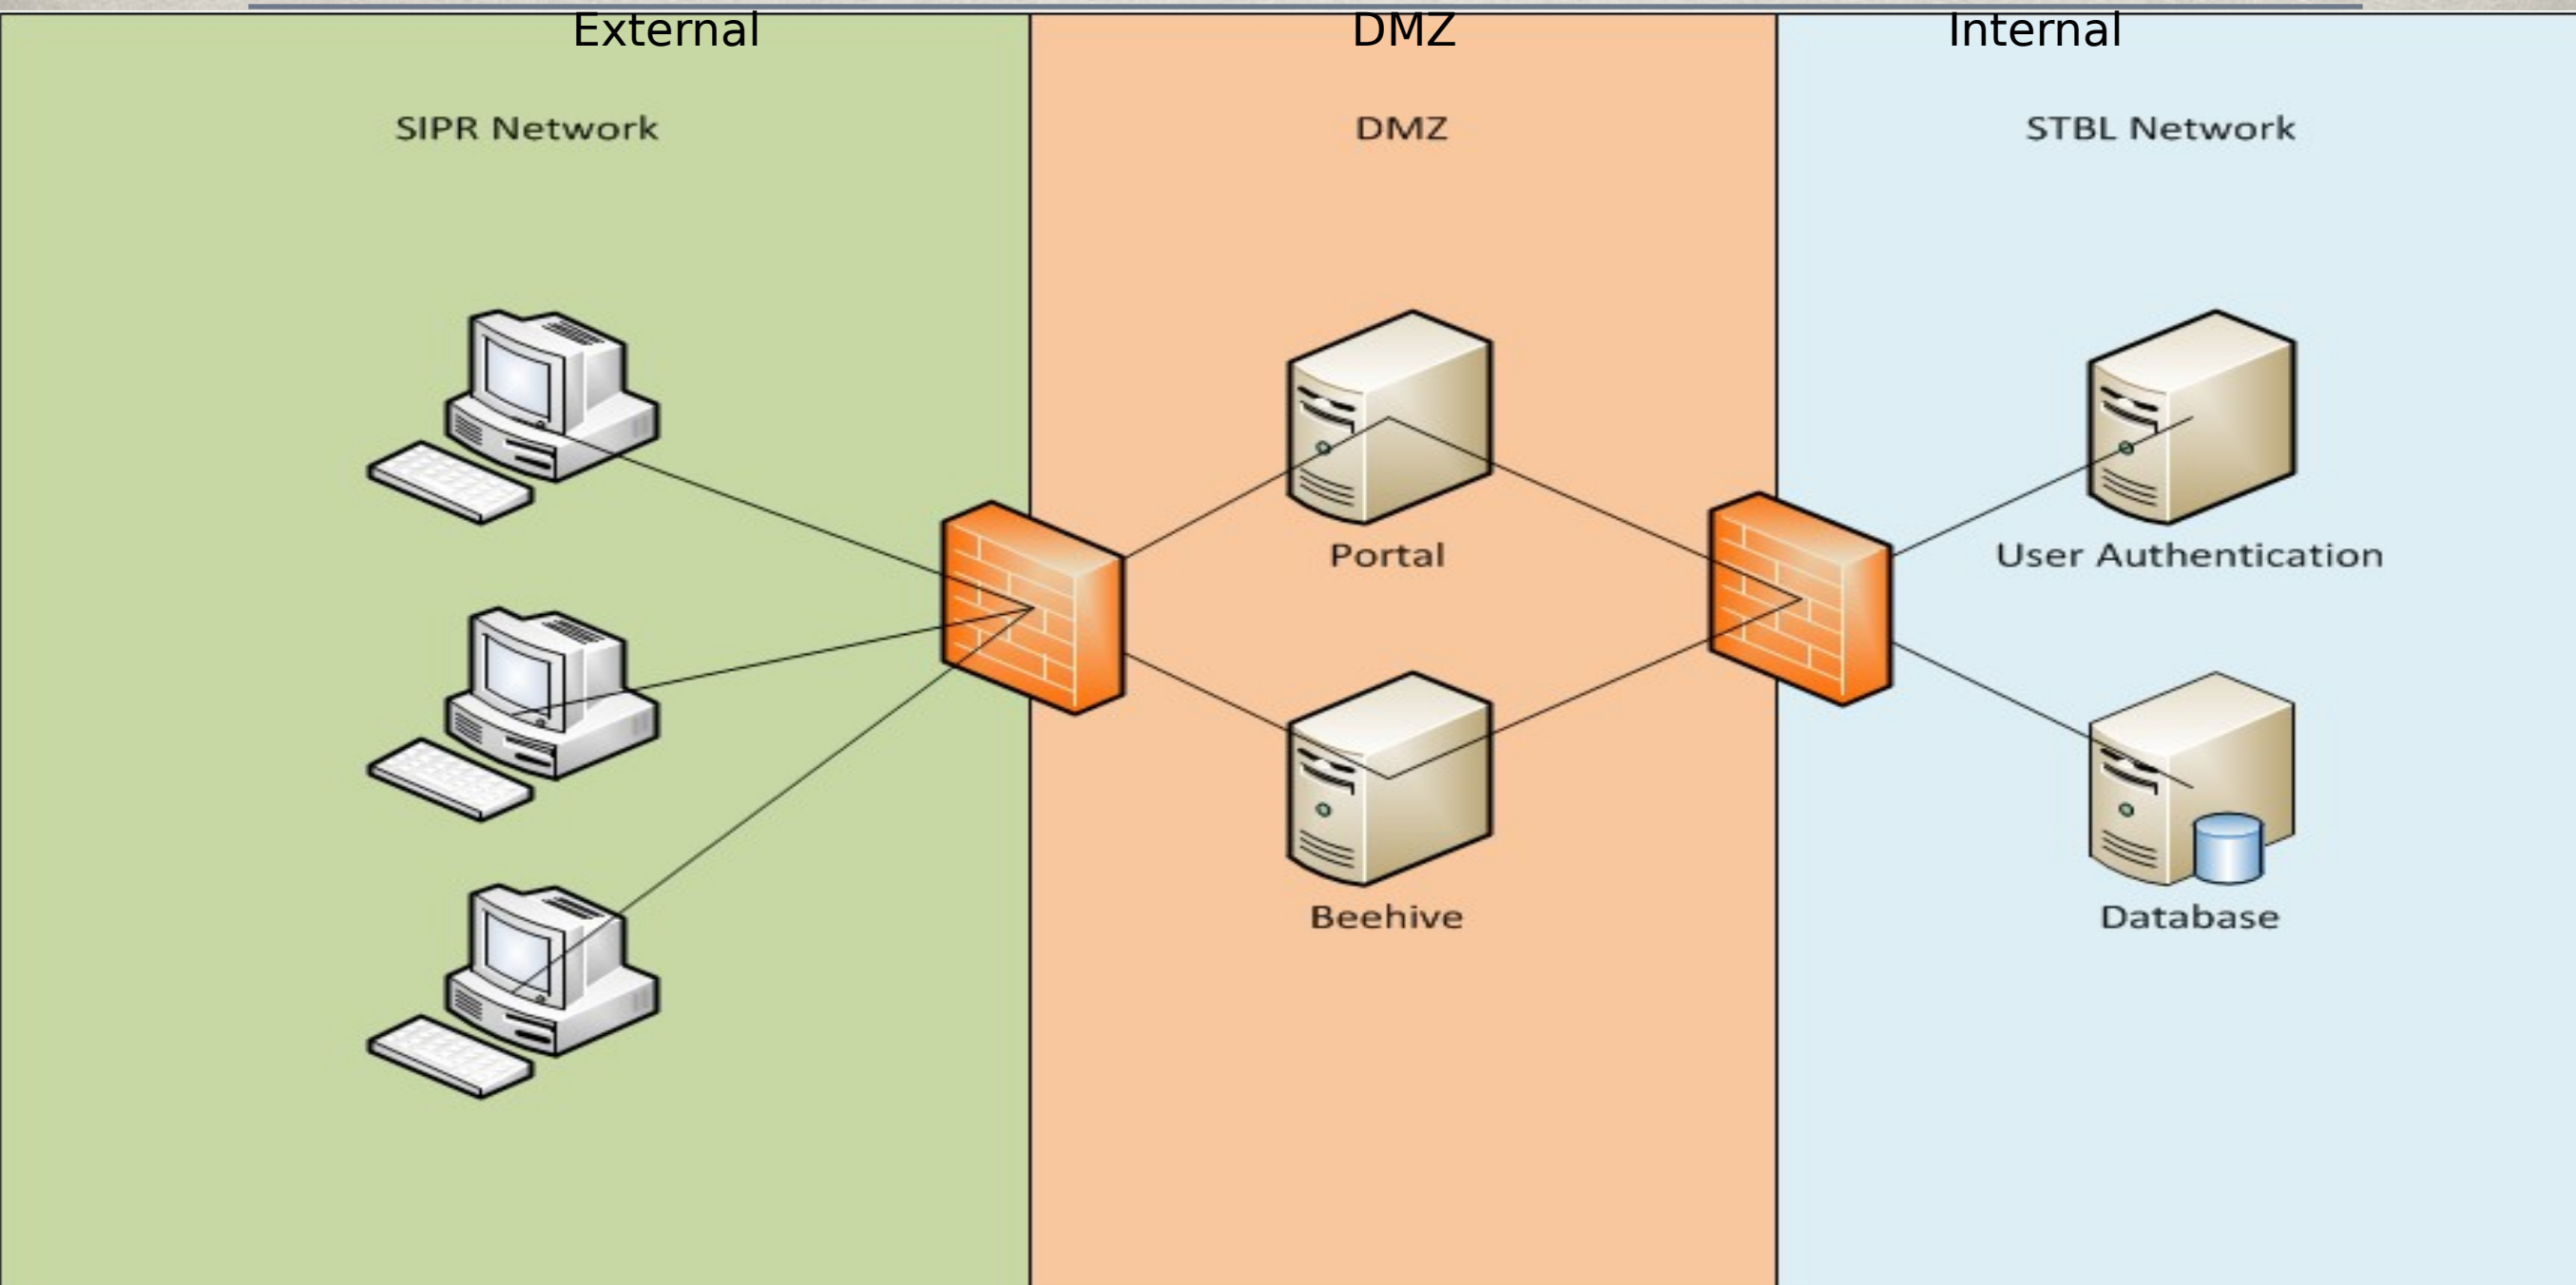 External
DMZ
Internal
SIPR Network
DMZ
STBL Network
Portal
User Authentication
Beehive
Database